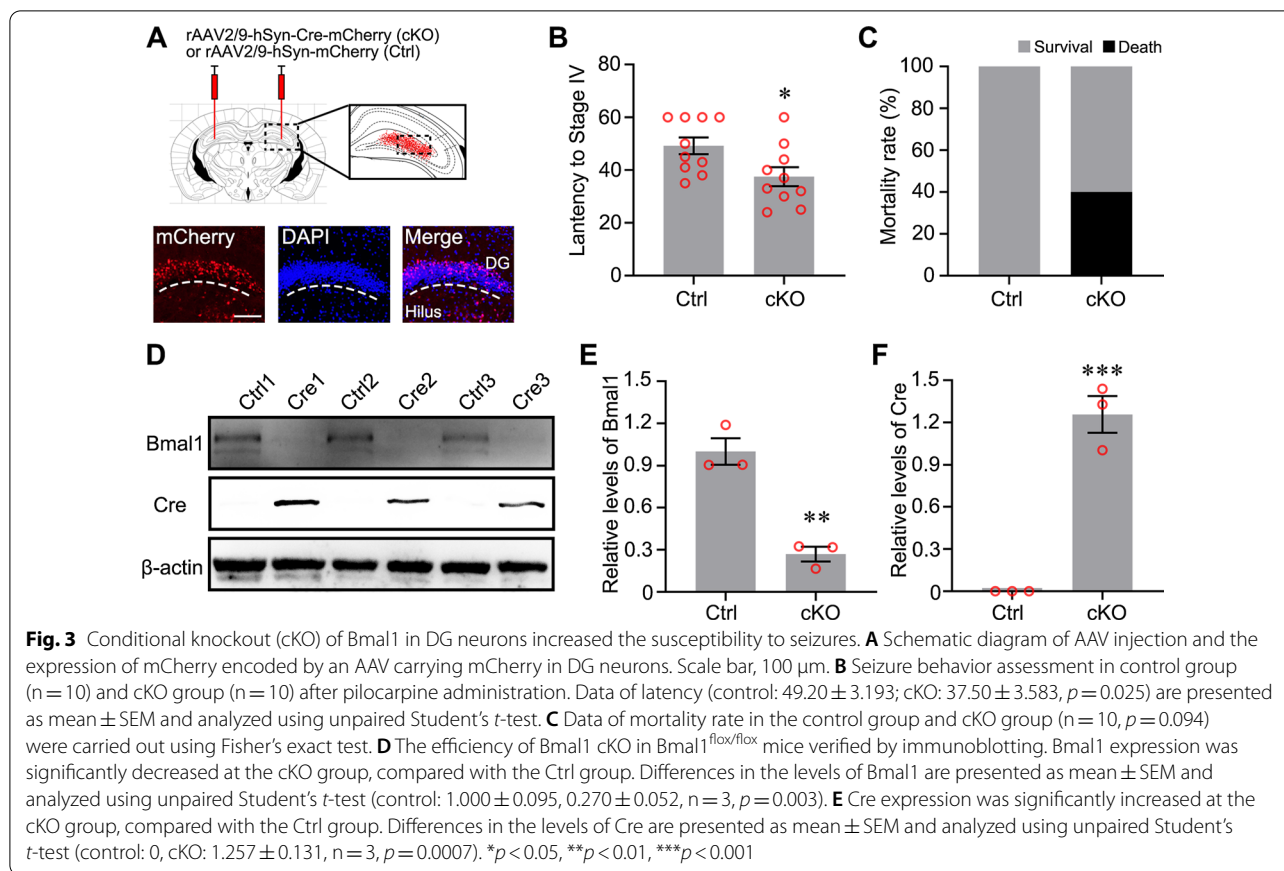 A
rAAV2/9-hSyn-Cre-mCherry (cKO)
or rAAV2/9-hSyn-mCherry (Ctrl)
mCherry
DAPI
Merge
DG
Hilus
B
Lantency to Stage IV
80
60
40
20
0
*
Ctrl
cKO
C
Survival
Death
Mortality rate (%)
100
80
60
40
20
0
Ctrl
cKO
D
Ctrl1
Cre1
Ctrl2
Cre2
Ctrl3
Cre3
Bmal1
Cre
β-actin
E
Relative levels of Bmal1
1.5
1.2
0.9
0.6
0.3
0
**
Ctrl
cKO
F
Relative levels of Cre
1.5
1.2
0.9
0.6
0.3
0
***
Ctrl
cKO
Fig. 3 Conditional knockout (cKO) of Bmal1 in DG neurons increased the susceptibility to seizures. A Schematic diagram of AAV injection and the
expression of mCherry encoded by an AAV carrying mCherry in DG neurons. Scale bar, 100 μm. B Seizure behavior assessment in control group
(n = 10) and cKO group (n = 10) after pilocarpine administration. Data of latency (control: 49.20 ± 3.193; cKO: 37.50 ± 3.583, p = 0.025) are presented
as mean ± SEM and analyzed using unpaired Student's t-test. C Data of mortality rate in the control group and cKO group (n = 10, p = 0.094)
were carried out using Fisher's exact test. D The efficiency of Bmal1 cKO in Bmal1flox/flox mice verified by immunoblotting. Bmal1 expression was
significantly decreased at the cKO group, compared with the Ctrl group. Differences in the levels of Bmal1 are presented as mean ± SEM and
analyzed using unpaired Student's t-test (control: 1.000 ± 0.095, 0.270 ± 0.052, n = 3, p = 0.003). E Cre expression was significantly increased at the
cKO group, compared with the Ctrl group. Differences in the levels of Cre are presented as mean ± SEM and analyzed using unpaired Student's
t-test (control: 0, cKO: 1.257 ± 0.131, n = 3, p = 0.0007). *p < 0.05, **p < 0.01, ***p < 0.001